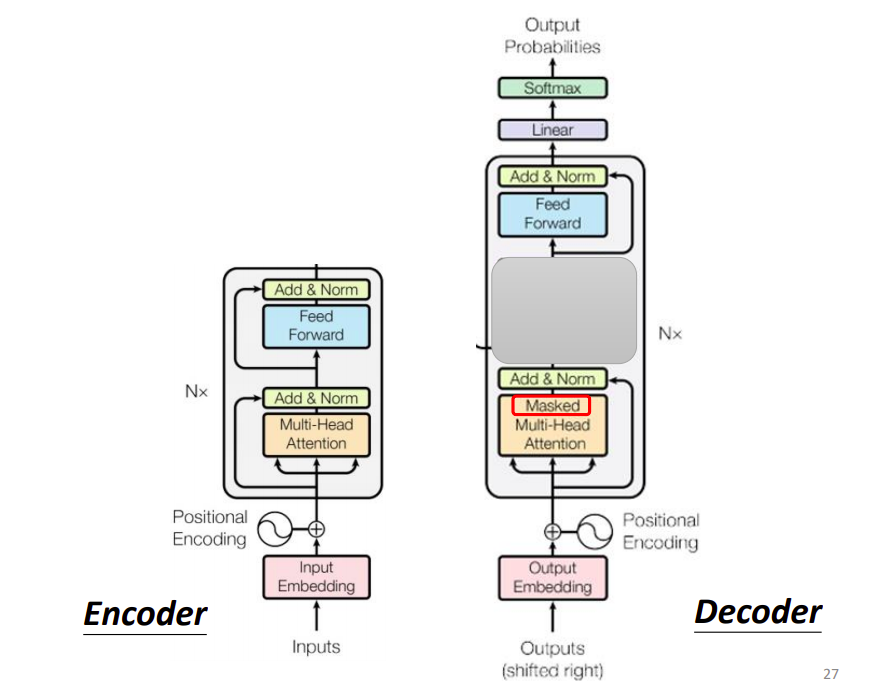 Encoder
Nx
Add & Norm
Feed
Forward
Add & Norm
Multi-Head
Attention
Positional
Encoding
Input
Embedding
Inputs
Decoder
Output
Probabilities
Softmax
Linear
Nx
Add & Norm
Feed
Forward
Add & Norm
Masked
Multi-Head
Attention
Positional
Encoding
Output
Embedding
Outputs
(shifted right)
27